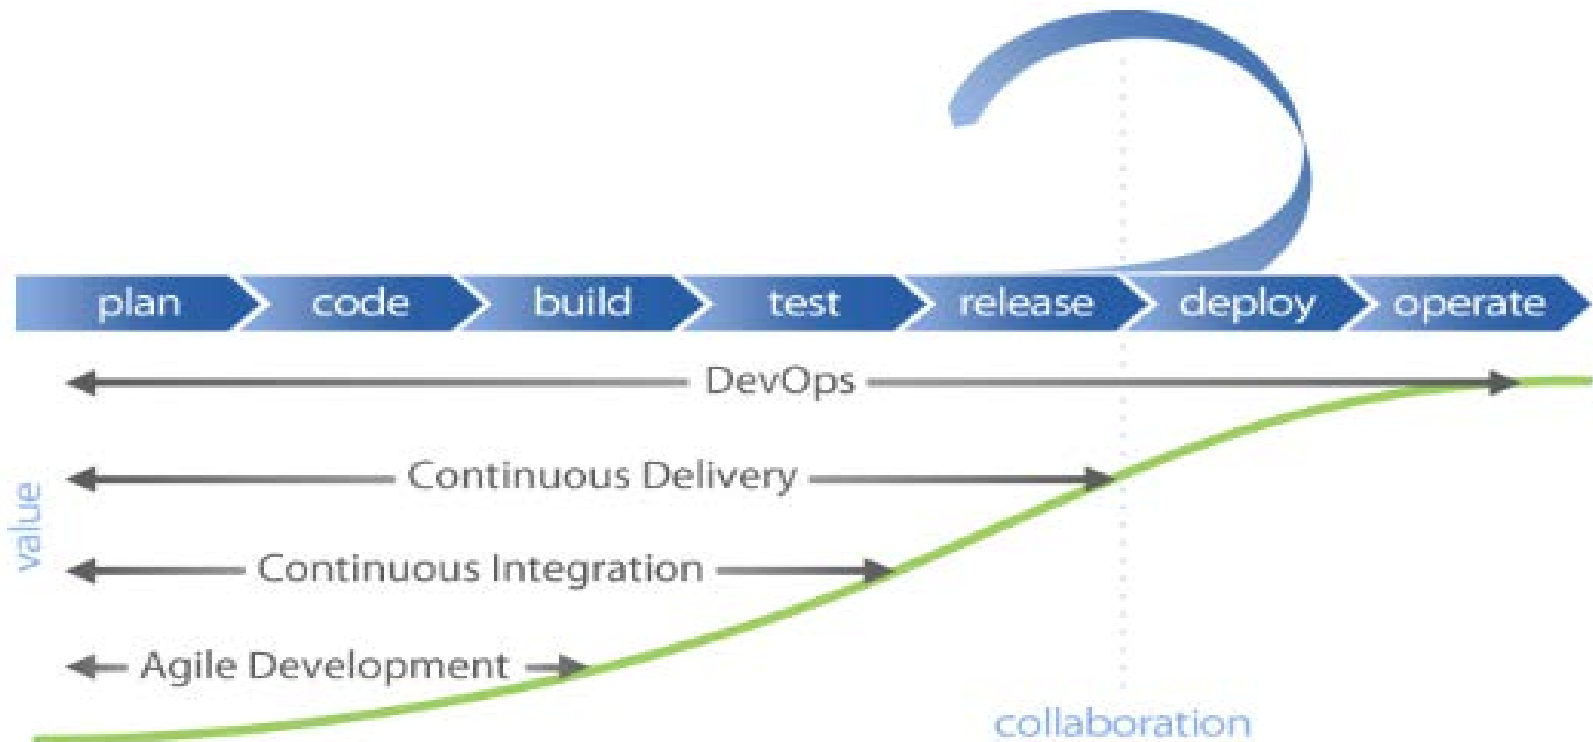 plan
code
build
test
release
deploy
operate
DevOps
Continuous Delivery
value
Continuous Integration
Agile Development
collaboration